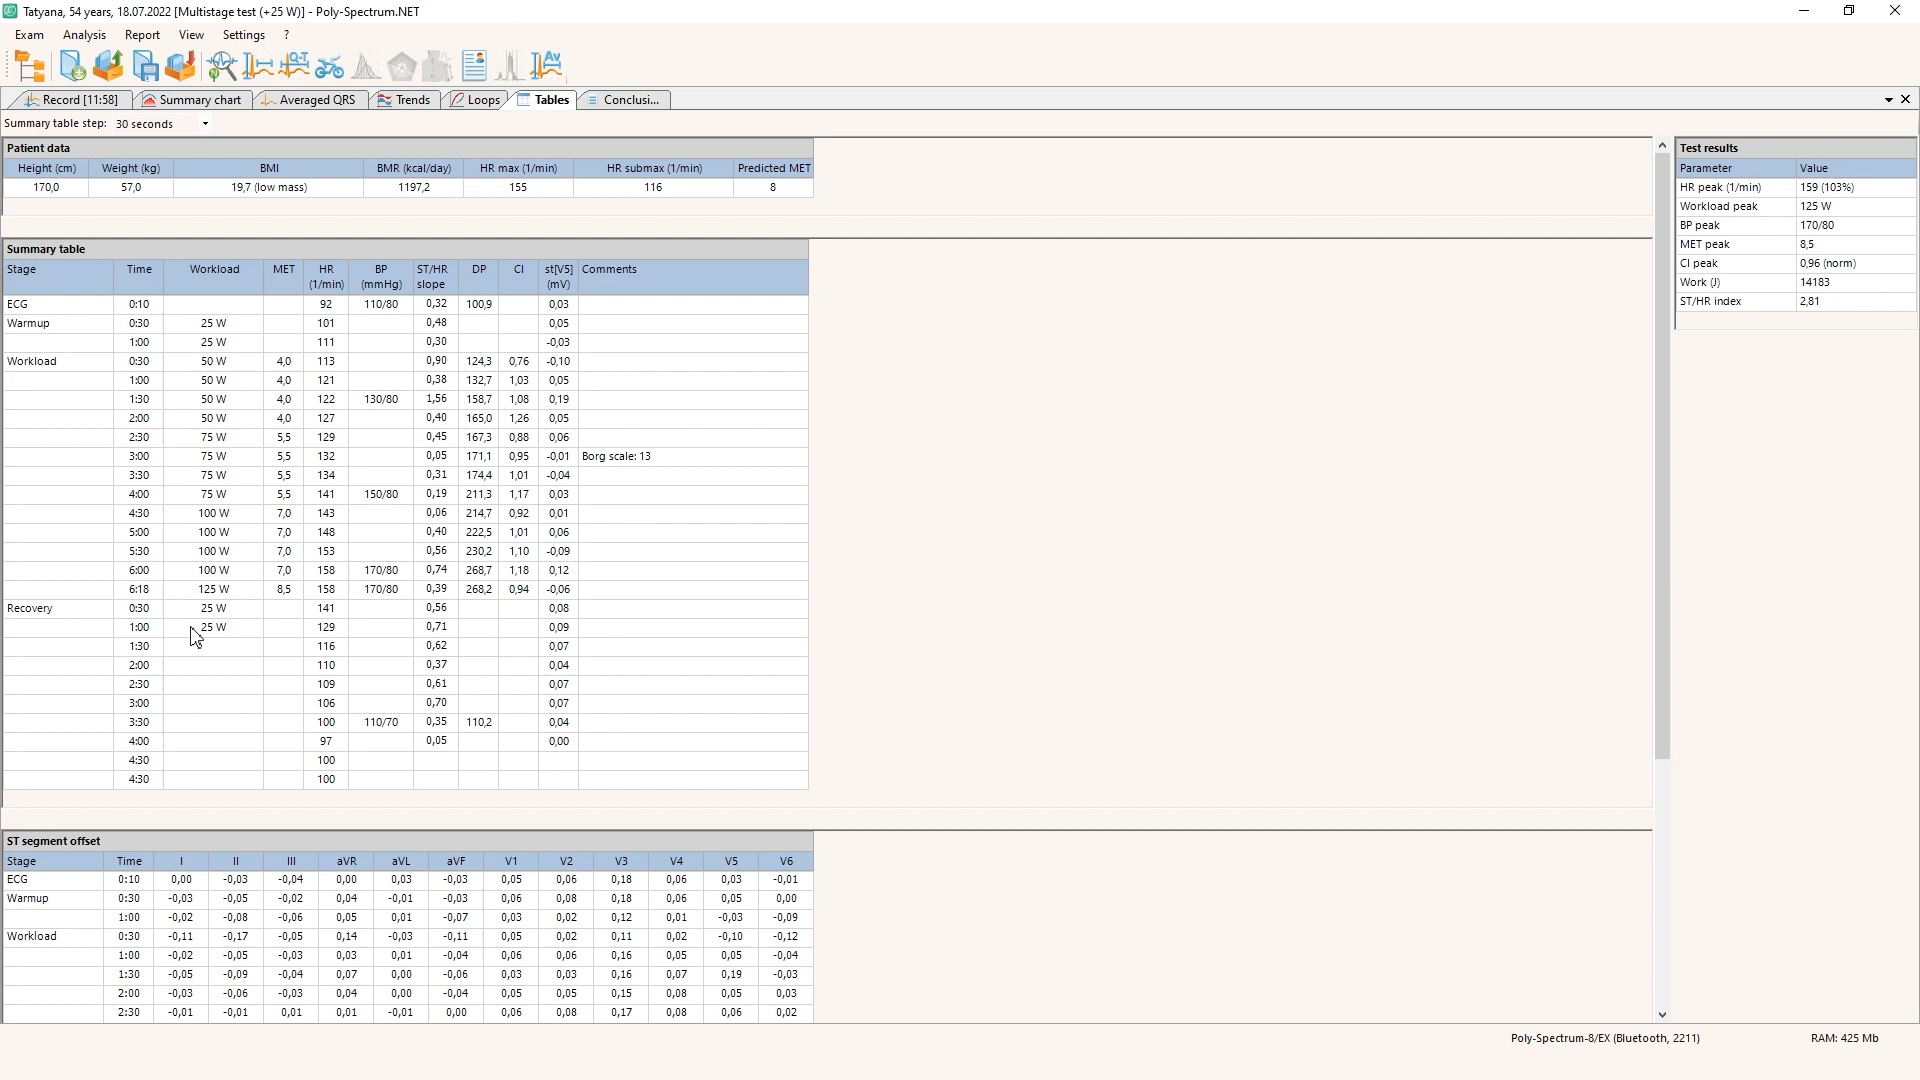 Tatyana, 54 years, 18.07.2022 [Multistage test (+25 W)] - Poly-Spectrum.NET
Exam Analysis Report View Settings ?
Record [11:58] Summary chart Averaged QRS Trends Loops Tables Conclusi...
Summary table step: 30 seconds
Patient data
Height (cm) Weight (kg) BMI BMR (kcal/day) HR max (1/min) HR submax (1/min) Predicted MET
170,0 57,0 19,7 (low mass) 1197,2 155 116 8
Summary table
Stage Time Workload MET HR (1/min) BP (mmHg) ST/HR slope DP CI st[V5] (mV) Comments
ECG 0:10 92 110/80 0,32 100,9 0,03
Warmup 0:30 25 W 101 0,48 0,05
1:00 25 W 111 0,30 -0,03
Workload 0:30 50 W 4,0 113 0,90 124,3 0,76 -0,10
1:00 50 W 4,0 121 0,38 132,7 1,03 0,05
1:30 50 W 4,0 122 130/80 1,56 158,7 1,08 0,19
2:00 50 W 4,0 127 0,40 165,0 1,26 0,05
2:30 75 W 5,5 129 0,45 167,3 0,88 0,06
3:00 75 W 5,5 132 0,05 171,1 0,95 -0,01 Borg scale: 13
3:30 75 W 5,5 134 0,31 174,4 1,01 -0,04
4:00 75 W 5,5 141 150/80 0,19 211,3 1,17 0,03
4:30 100 W 7,0 143 0,06 214,7 0,92 0,01
5:00 100 W 7,0 148 0,40 222,5 1,01 0,06
5:30 100 W 7,0 153 0,56 230,2 1,10 -0,09
6:00 100 W 7,0 158 170/80 0,74 268,7 1,18 0,12
6:18 125 W 8,5 158 170/80 0,39 268,2 0,94 -0,06
Recovery 0:30 25 W 141 0,56 0,08
1:00 25 W 129 0,71 0,09
1:30 116 0,62 0,07
2:00 110 0,37 0,04
2:30 109 0,61 0,07
3:00 106 0,70 0,07
3:30 100 110/70 0,35 110,2 0,04
4:00 97 0,05 0,00
4:30 100
4:30 100
ST segment offset
Stage Time I II III aVR aVL aVF V1 V2 V3 V4 V5 V6
ECG 0:10 0,00 -0,03 -0,04 0,00 0,03 -0,03 0,05 0,06 0,18 0,06 0,03 -0,01
Warmup 0:30 -0,03 -0,05 -0,02 0,04 -0,01 -0,03 0,06 0,08 0,18 0,06 0,05 0,00
1:00 -0,02 -0,08 -0,06 0,05 0,01 -0,07 0,03 0,02 0,12 0,01 -0,03 -0,09
Workload 0:30 -0,11 -0,17 -0,05 0,14 -0,03 -0,11 0,05 0,02 0,11 0,02 -0,10 -0,12
1:00 -0,02 -0,05 -0,03 0,03 0,01 -0,04 0,06 0,06 0,16 0,05 0,05 -0,04
1:30 -0,05 -0,09 -0,04 0,07 0,00 -0,06 0,03 0,03 0,16 0,07 0,19 -0,03
2:00 -0,03 -0,06 -0,03 0,04 0,00 -0,04 0,05 0,05 0,15 0,08 0,05 0,03
2:30 -0,01 -0,01 0,01 0,01 -0,01 0,00 0,06 0,08 0,17 0,08 0,06 0,02
Test results
Parameter Value
HR peak (1/min) 159 (103%)
Workload peak 125 W
BP peak 170/80
MET peak 8,5
CI peak 0,96 (norm)
Work (J) 14183
ST/HR index 2,81
Poly-Spectrum-8/EX (Bluetooth, 2211) RAM: 425 Mb